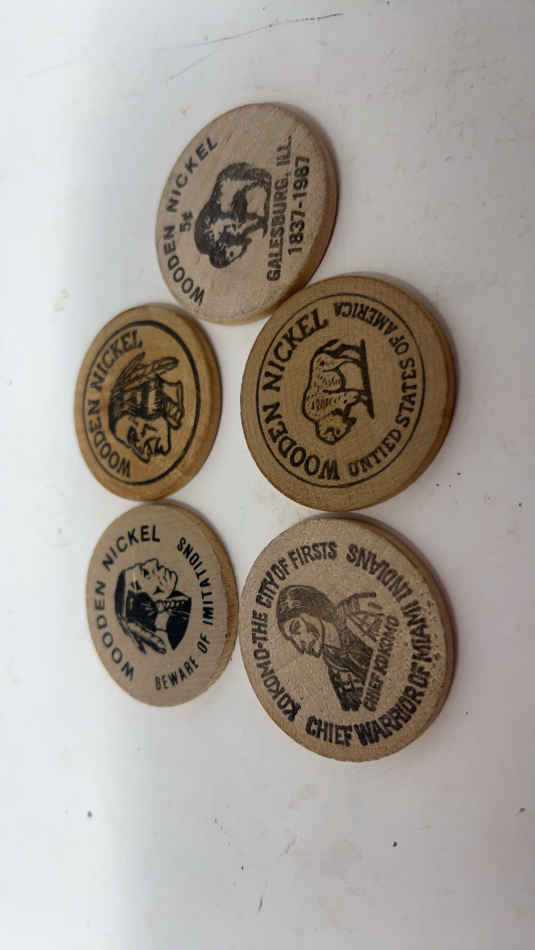 WOODEN NICKEL
5¢
GALESBURG, ILL.
1837-1987
WOODEN NICKEL
WOODEN NICKEL
UNTIED STATES OF AMERICA
WOODEN NICKEL
BEWARE OF IMITATIONS
KOKOMO-THE CITY OF FIRSTS
CHIEF KOKOMO
CHIEF WARRIOR OF MIAMI INDIANS